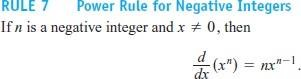 RULE 7 Power Rule for Negative Integers
If n is a negative integer and x ≠ 0, then
d/dx (xⁿ) = nxⁿ⁻¹.